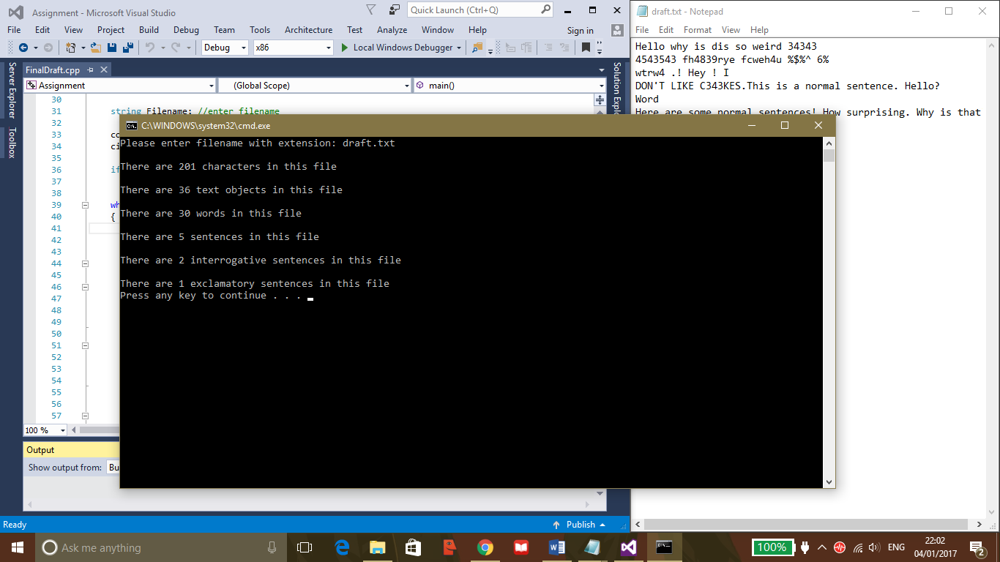 Assignment - Microsoft Visual Studio
Quick Launch (Ctrl+Q)
File Edit View Project Build Debug Team Tools Architecture Test Analyze Window Help
Sign in
Debug x86 Local Windows Debugger
Server Explorer
Toolbox
FinalDraft.cpp
Assignment (Global Scope) main()
Solution Explo
30
31 string Filename; //enter filename
32
33 co
34 ci
35
36 if
37
38
39 wh
40 {
41
42
43
44
45
46
47
48
49
50
51
52
53
54
55
56
57
100 %
Output
Show output from: Bu
Ready
Publish
draft.txt - Notepad
File Edit Format View Help
Hello why is dis so weird 34343
4543543 fh4839rye fcweh4u %$%^ 6%
wtrw4 .! Hey ! I
DON'T LIKE C343KES.This is a normal sentence. Hello?
Word
Here are some normal sentences! How surprising. Why is that
C:\WINDOWS\system32\cmd.exe
Please enter filename with extension: draft.txt
There are 201 characters in this file
There are 36 text objects in this file
There are 30 words in this file
There are 5 sentences in this file
There are 2 interrogative sentences in this file
There are 1 exclamatory sentences in this file
Press any key to continue . . .
Ask me anything
100%
ENG
22:02
04/01/2017
2